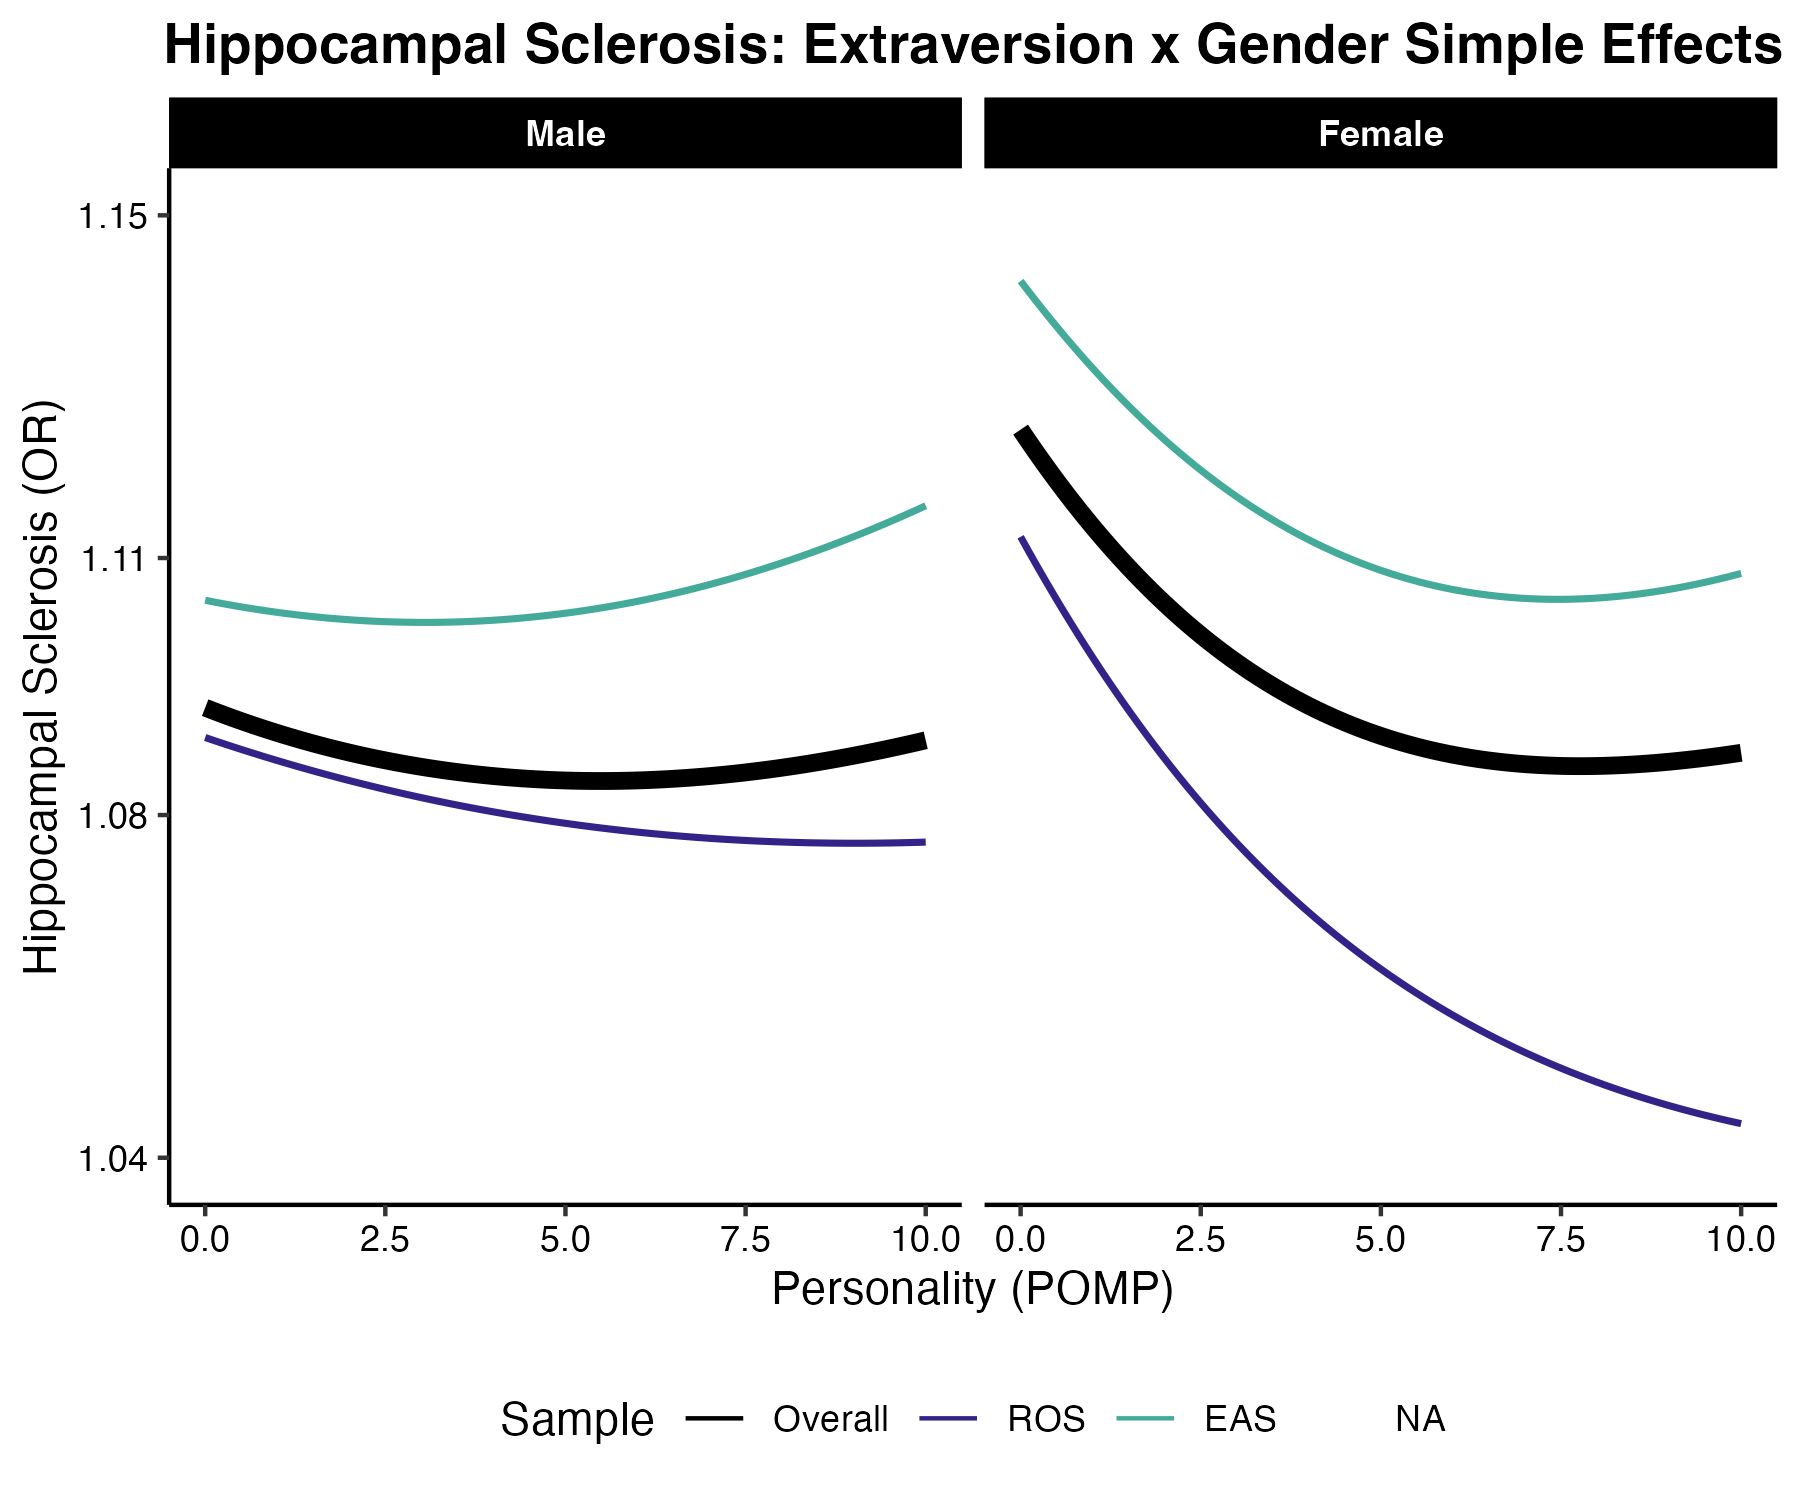 Hippocampal Sclerosis: Extraversion x Gender Simple Effects
Male
Female
Hippocampal Sclerosis (OR)
1.15
1.11
1.08
1.04
0.0 2.5 5.0 7.5 10.0
0.0 2.5 5.0 7.5 10.0
Personality (POMP)
Sample Overall ROS EAS NA